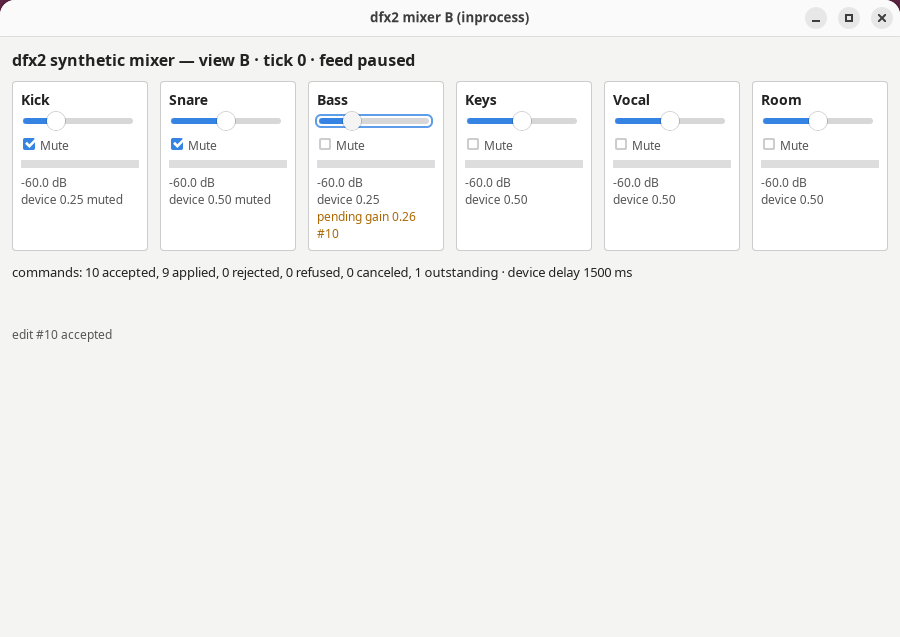 dfx2 mixer B (inprocess)
dfx2 synthetic mixer — view B · tick 0 · feed paused
Kick
Mute
-60.0 dB
device 0.25 muted
Snare
Mute
-60.0 dB
device 0.50 muted
Bass
Mute
-60.0 dB
device 0.25
pending gain 0.26
#10
Keys
Mute
-60.0 dB
device 0.50
Vocal
Mute
-60.0 dB
device 0.50
Room
Mute
-60.0 dB
device 0.50
commands: 10 accepted, 9 applied, 0 rejected, 0 refused, 0 canceled, 1 outstanding · device delay 1500 ms
edit #10 accepted